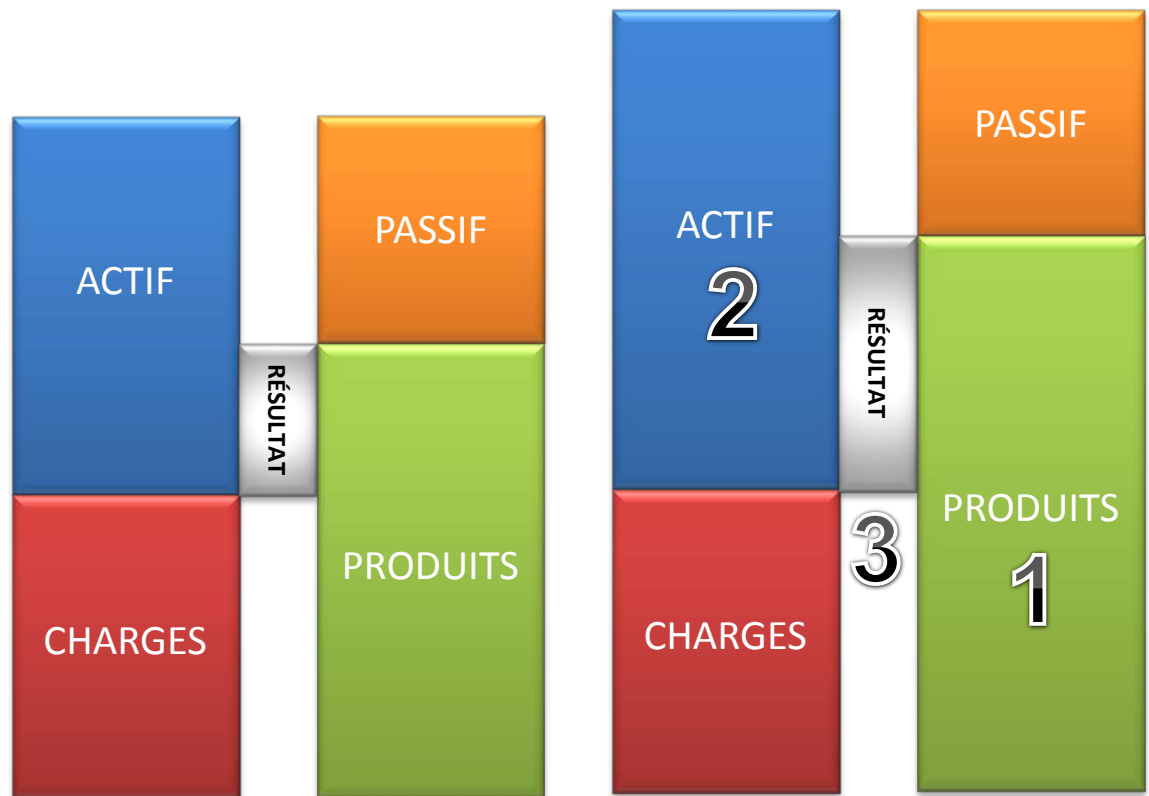 ACTIF
PASSIF
RÉSULTAT
CHARGES
PRODUITS
ACTIF
2
PASSIF
RÉSULTAT
3
CHARGES
PRODUITS
1